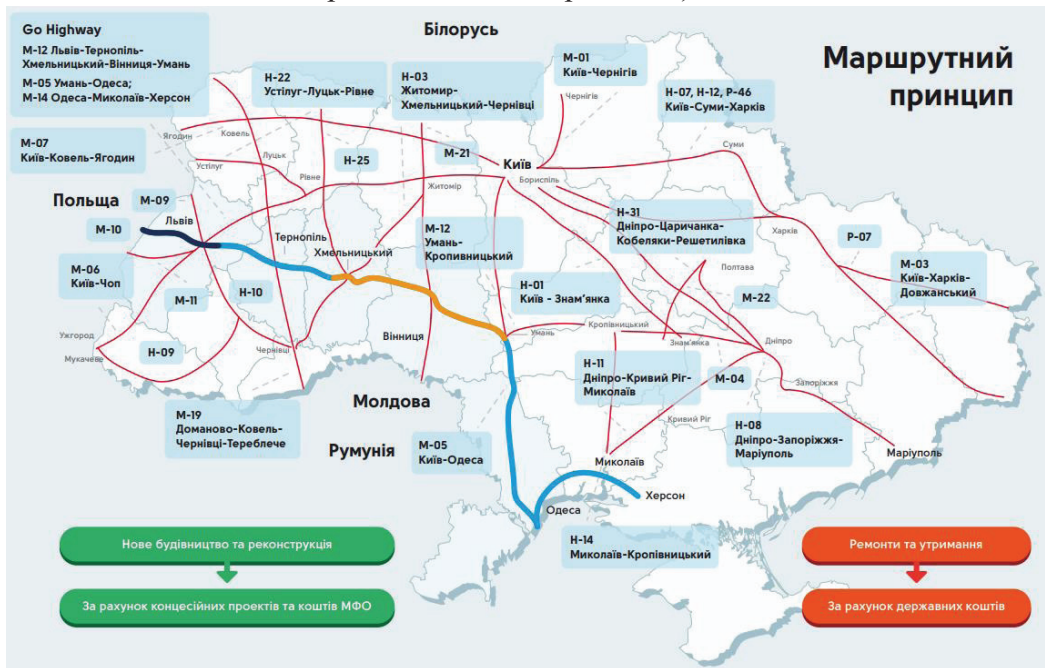 Білорусь
Маршрутний
принцип
Go Highway
М-12 Львів-Тернопіль-
Хмельницький-Вінниця-Умань
М-05 Умань-Одеса;
М-14 Одеса-Миколаїв-Херсон
Н-22
Устілуг-Луцьк-Рівне
Н-03
Житомир-
Хмельницький-Чернівці
М-01
Київ-Чернігів
Чернігів
Н-07, Н-12, Р-46
Київ-Суми-Харків
М-07
Київ-Ковель-Ягодин
Ягодин
Ковель
Устілуг
Луцьк
Рівне
Н-25
М-21
Житомір
Київ
Бориспіль
Суми
Польща
М-09
М-10
Львів
Тернопіль
Хмельницький
М-12
Умань-
Кропивницький
Н-31
Дніпро-Царичанка-
Кобеляки-Решетилівка
Харків
Р-07
М-03
Київ-Харків-
Довжанський
М-06
Київ-Чоп
М-11
Н-10
Н-01
Київ - Знам'янка
Полтава
М-22
Ужгород
Мукачеве
Н-09
Чернівці
Вінниця
Умань
Кропівницький
Знам'янка
Дніпро
Н-11
Дніпро-Кривий Ріг-
Миколаїв
М-04
Запоріжжя
Молдова
М-19
Доманово-Ковель-
Чернівці-Тереблече
Румунія
М-05
Київ-Одеса
Кривий Ріг
Н-08
Дніпро-Запоріжжя-
Маріуполь
Маріуполь
Миколаїв
Херсон
Одеса
Н-14
Миколаїв-Кропівницький
Нове будівництво та реконструкція
За рахунок концесійних проектів та коштів МФО
Ремонти та утримання
За рахунок державних коштів